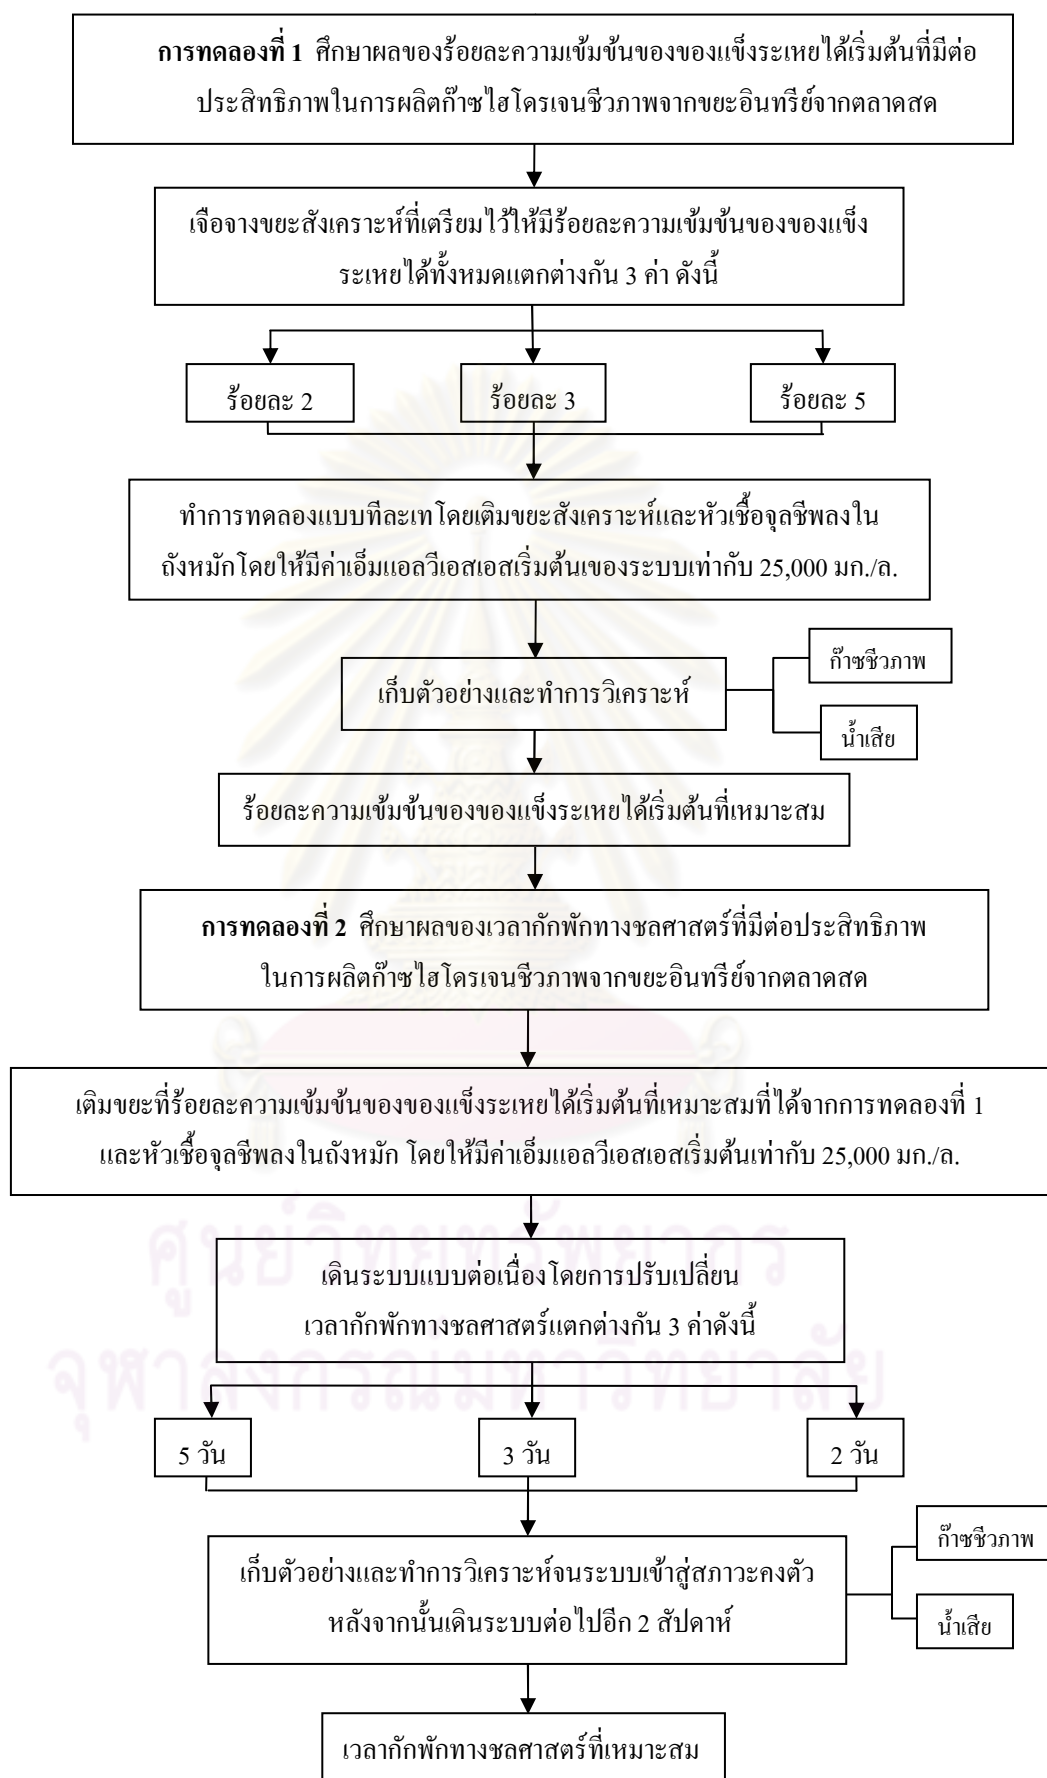 การทดลองที่ 1 ศึกษาผลของร้อยละความเข้มข้นของของแข็งระเหยได้เริ่มต้นที่มีต่อ
ประสิทธิภาพในการผลิตก๊าซไฮโดรเจนชีวภาพจากขยะอินทรีย์จากตลาดสด
เจือจางขยะสังเคราะห์ที่เตรียมไว้ให้มีร้อยละความเข้มข้นของของแข็ง
ระเหยได้ทั้งหมดแตกต่างกัน 3 ค่า ดังนี้
ร้อยละ 2
ร้อยละ 3
ร้อยละ 5
ทำการทดลองแบบทีละเทโดยเติมขยะสังเคราะห์และหัวเชื้อจุลชีพลงใน
ถังหมักโดยให้มีค่าเอ็มแอลวีเอสเอสเริ่มต้นเของระบบเท่ากับ 25,000 มก./ล.
เก็บตัวอย่างและทำการวิเคราะห์
ก๊าซชีวภาพ
น้ำเสีย
ร้อยละความเข้มข้นของของแข็งระเหยได้เริ่มต้นที่เหมาะสม
การทดลองที่ 2 ศึกษาผลของเวลากักพักทางชลศาสตร์ที่มีต่อประสิทธิภาพ
ในการผลิตก๊าซไฮโดรเจนชีวภาพจากขยะอินทรีย์จากตลาดสด
เติมขยะที่ร้อยละความเข้มข้นของของแข็งระเหยได้เริ่มต้นที่เหมาะสมที่ได้จากการทดลองที่ 1
และหัวเชื้อจุลชีพลงในถังหมัก โดยให้มีค่าเอ็มแอลวีเอสเอสเริ่มต้นเท่ากับ 25,000 มก./ล.
ศูนย์วิทยทรัพยากร
เดินระบบแบบต่อเนื่องโดยการปรับเปลี่ยน
เวลากักพักทางชลศาสตร์แตกต่างกัน 3 ค่าดังนี้
จุฬาลงกรณ์มหาวิทยาลัย
5 วัน
3 วัน
2 วัน
เก็บตัวอย่างและทำการวิเคราะห์จนระบบเข้าสู่สภาวะคงตัว
หลังจากนั้นเดินระบบต่อไปอีก 2 สัปดาห์
ก๊าซชีวภาพ
น้ำเสีย
เวลากักพักทางชลศาสตร์ที่เหมาะสม